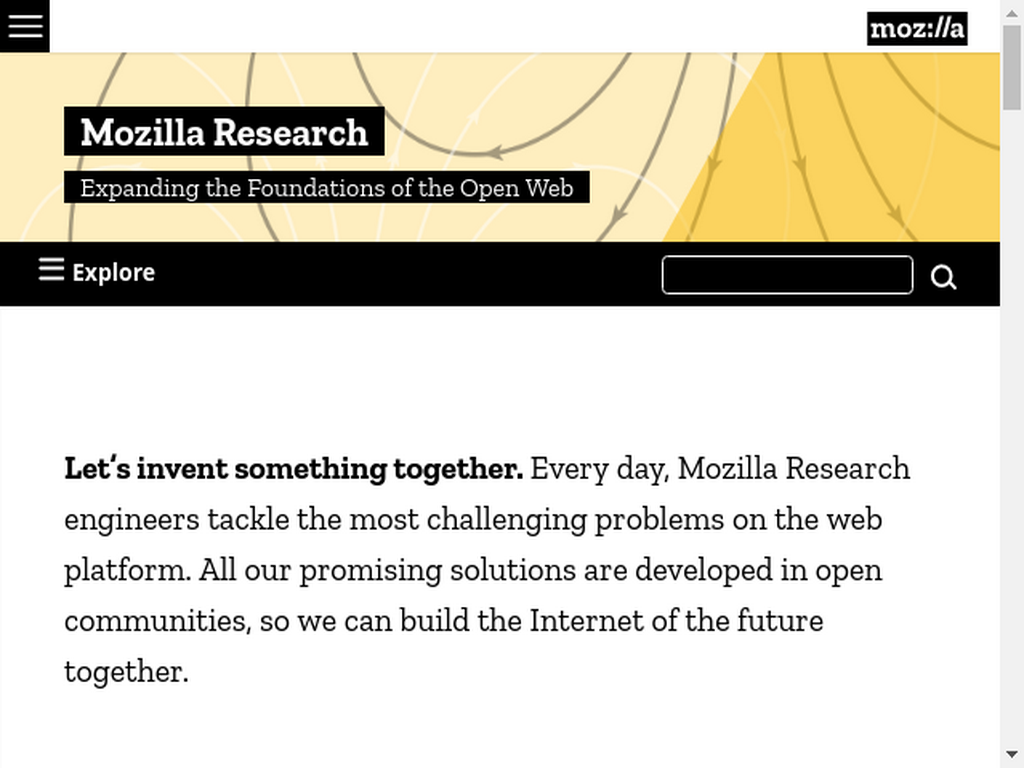 moz://a
Mozilla Research
Expanding the Foundations of the Open Web
Explore
Let‘s invent something together. Every day, Mozilla Research
engineers tackle the most challenging problems on the web
platform. All our promising solutions are developed in open
communities, so we can build the Internet of the future
together.